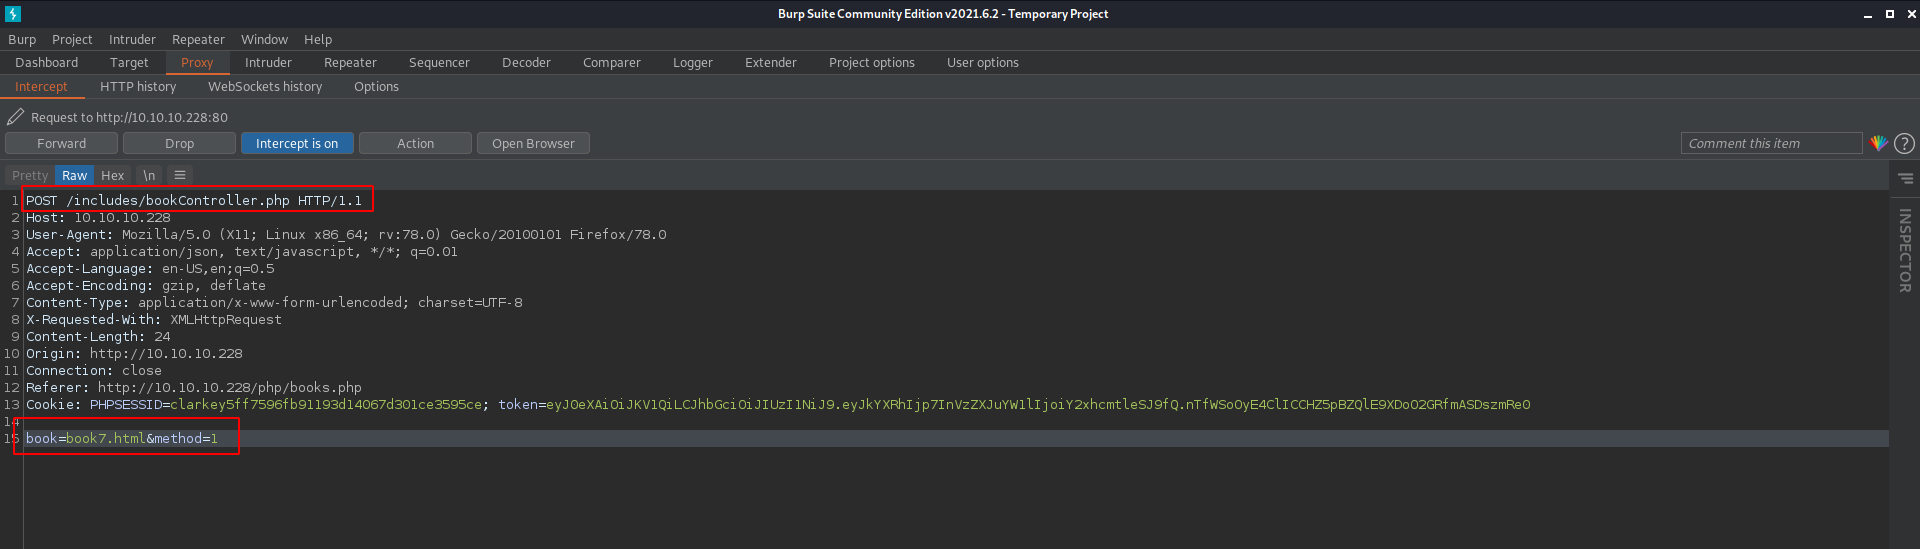 Burp Suite Community Edition v2021.6.2 - Temporary Project
Burp Project Intruder Repeater Window Help
Dashboard Target Proxy Intruder Repeater Sequencer Decoder Comparer Logger Extender Project options User options
Intercept HTTP history WebSockets history Options
Request to http://10.10.10.228:80
Forward Drop Intercept is on Action Open Browser Comment this item ?
Pretty Raw Hex \n
INSPECTOR
1 POST /includes/bookController.php HTTP/1.1
2 Host: 10.10.10.228
3 User-Agent: Mozilla/5.0 (X11; Linux x86_64; rv:78.0) Gecko/20100101 Firefox/78.0
4 Accept: application/json, text/javascript, */*; q=0.01
5 Accept-Language: en-US,en;q=0.5
6 Accept-Encoding: gzip, deflate
7 Content-Type: application/x-www-form-urlencoded; charset=UTF-8
8 X-Requested-With: XMLHttpRequest
9 Content-Length: 24
10 Origin: http://10.10.10.228
11 Connection: close
12 Referer: http://10.10.10.228/php/books.php
13 Cookie: PHPSESSID=clarkey5ff7596fb91193d14067d301ce3595ce; token=eyJ0eXAiOiJKV1QiLCJhbGciOiJIUzI1NiJ9.eyJkYXRhIjp7InVzZXJuYW1lIjoiY2xhcmtleSJ9fQ.nTfWSoOyE4ClICCHZ5pBZQlE9XDoO2GRfmASDszmRe0
14
15 book=book7.html&method=1